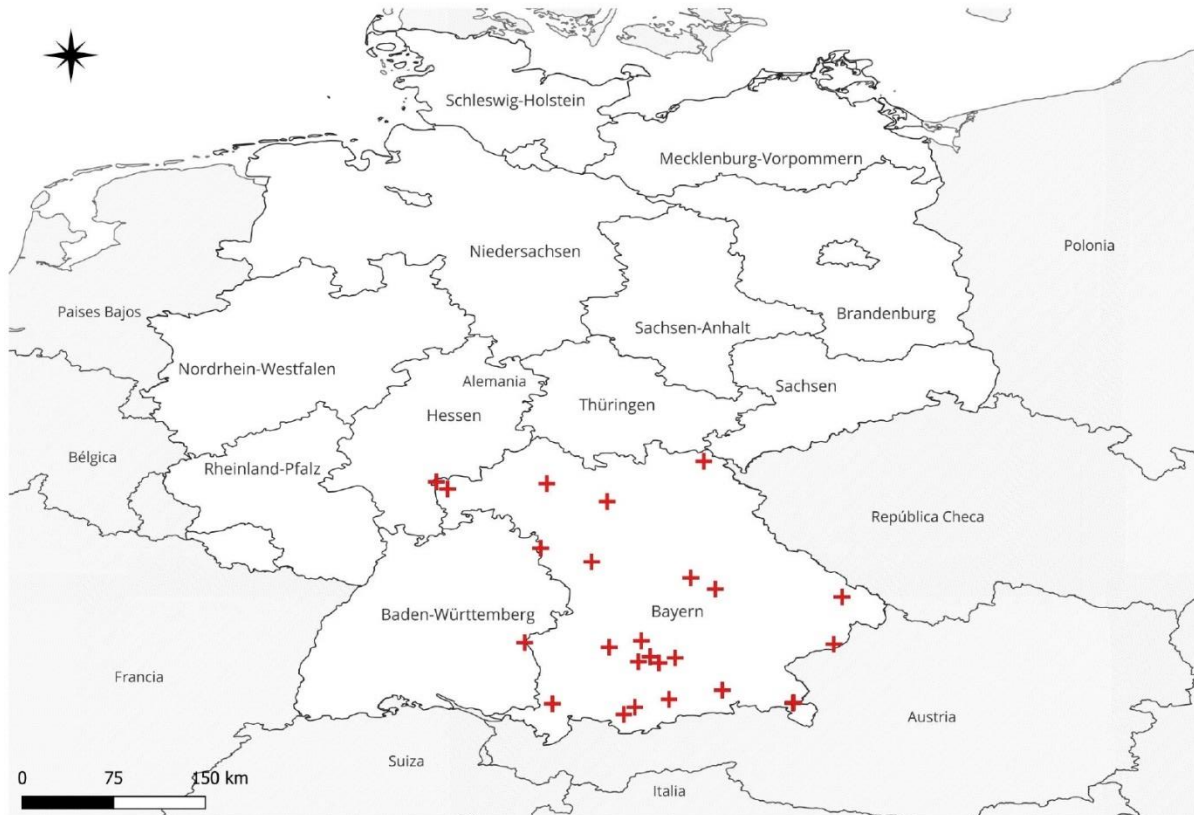 Schleswig-Holstein
Mecklenburg-Vorpommern
Polonia
Niedersachsen
Paises Bajos
Brandenburg
Sachsen-Anhalt
Nordrhein-Westfalen
Alemania
Sachsen
Thüringen
Hessen
Bélgica
Rheinland-Pfalz
República Checa
Baden-Württemberg
Bayern
Francia
Austria
Suiza
Italia
0 75 150 km